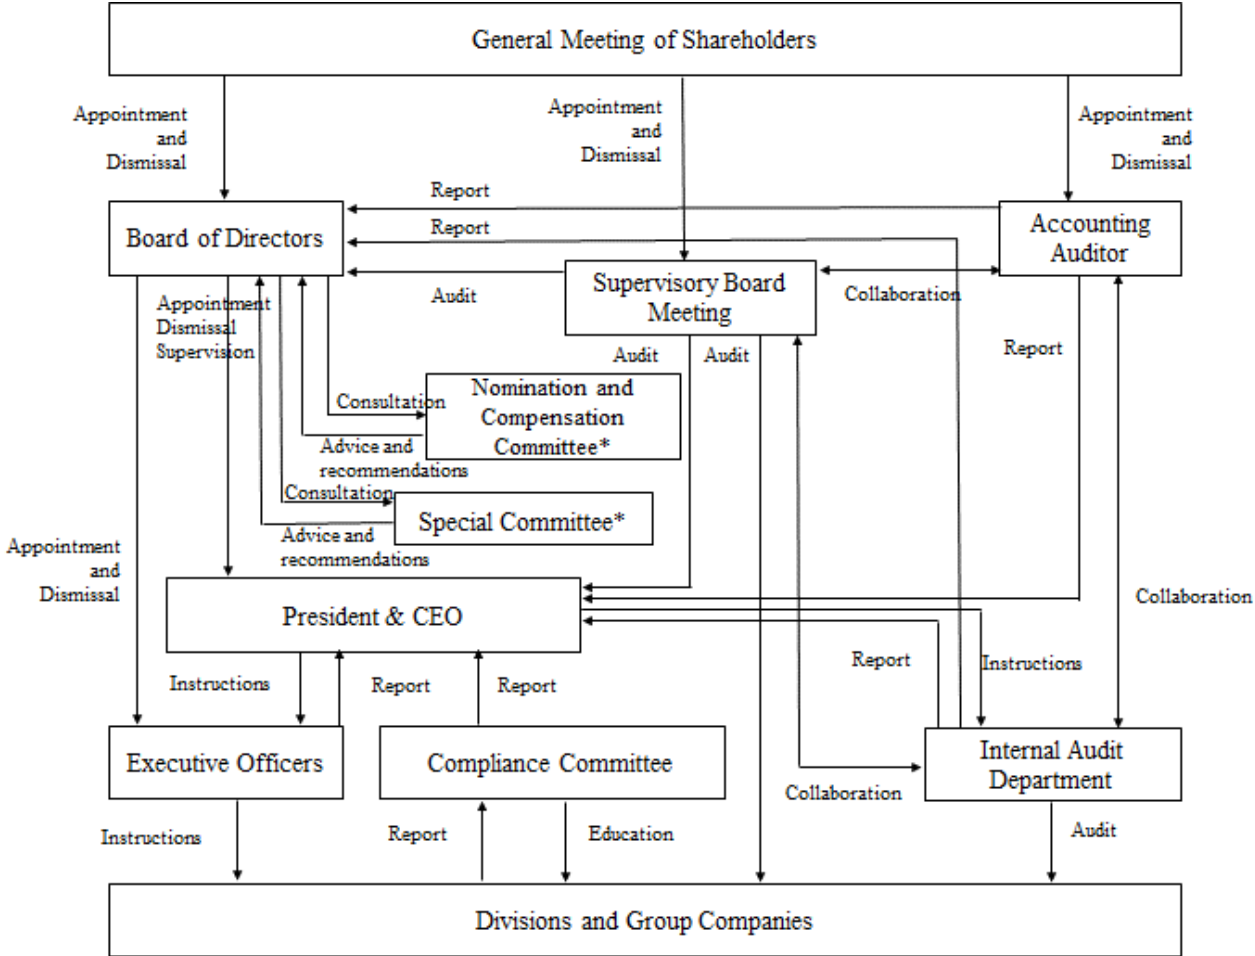 General Meeting of Shareholders
Appointment
and
Dismissal
Appointment
and
Dismissal
Appointment
and
Dismissal
Report
Board of Directors
Report
Accounting
Auditor
Audit
Supervisory Board
Meeting
Collaboration
Appointment
Dismissal
Supervision
Audit
Audit
Report
Consultation
Nomination and
Compensation
Committee*
Advice and
recommendations
Consultation
Special Committee*
Advice and
recommendations
Appointment
and
Dismissal
President & CEO
Collaboration
Instructions
Report
Report
Report
Instructions
Executive Officers
Compliance Committee
Internal Audit
Department
Collaboration
Instructions
Report
Education
Audit
Divisions and Group Companies